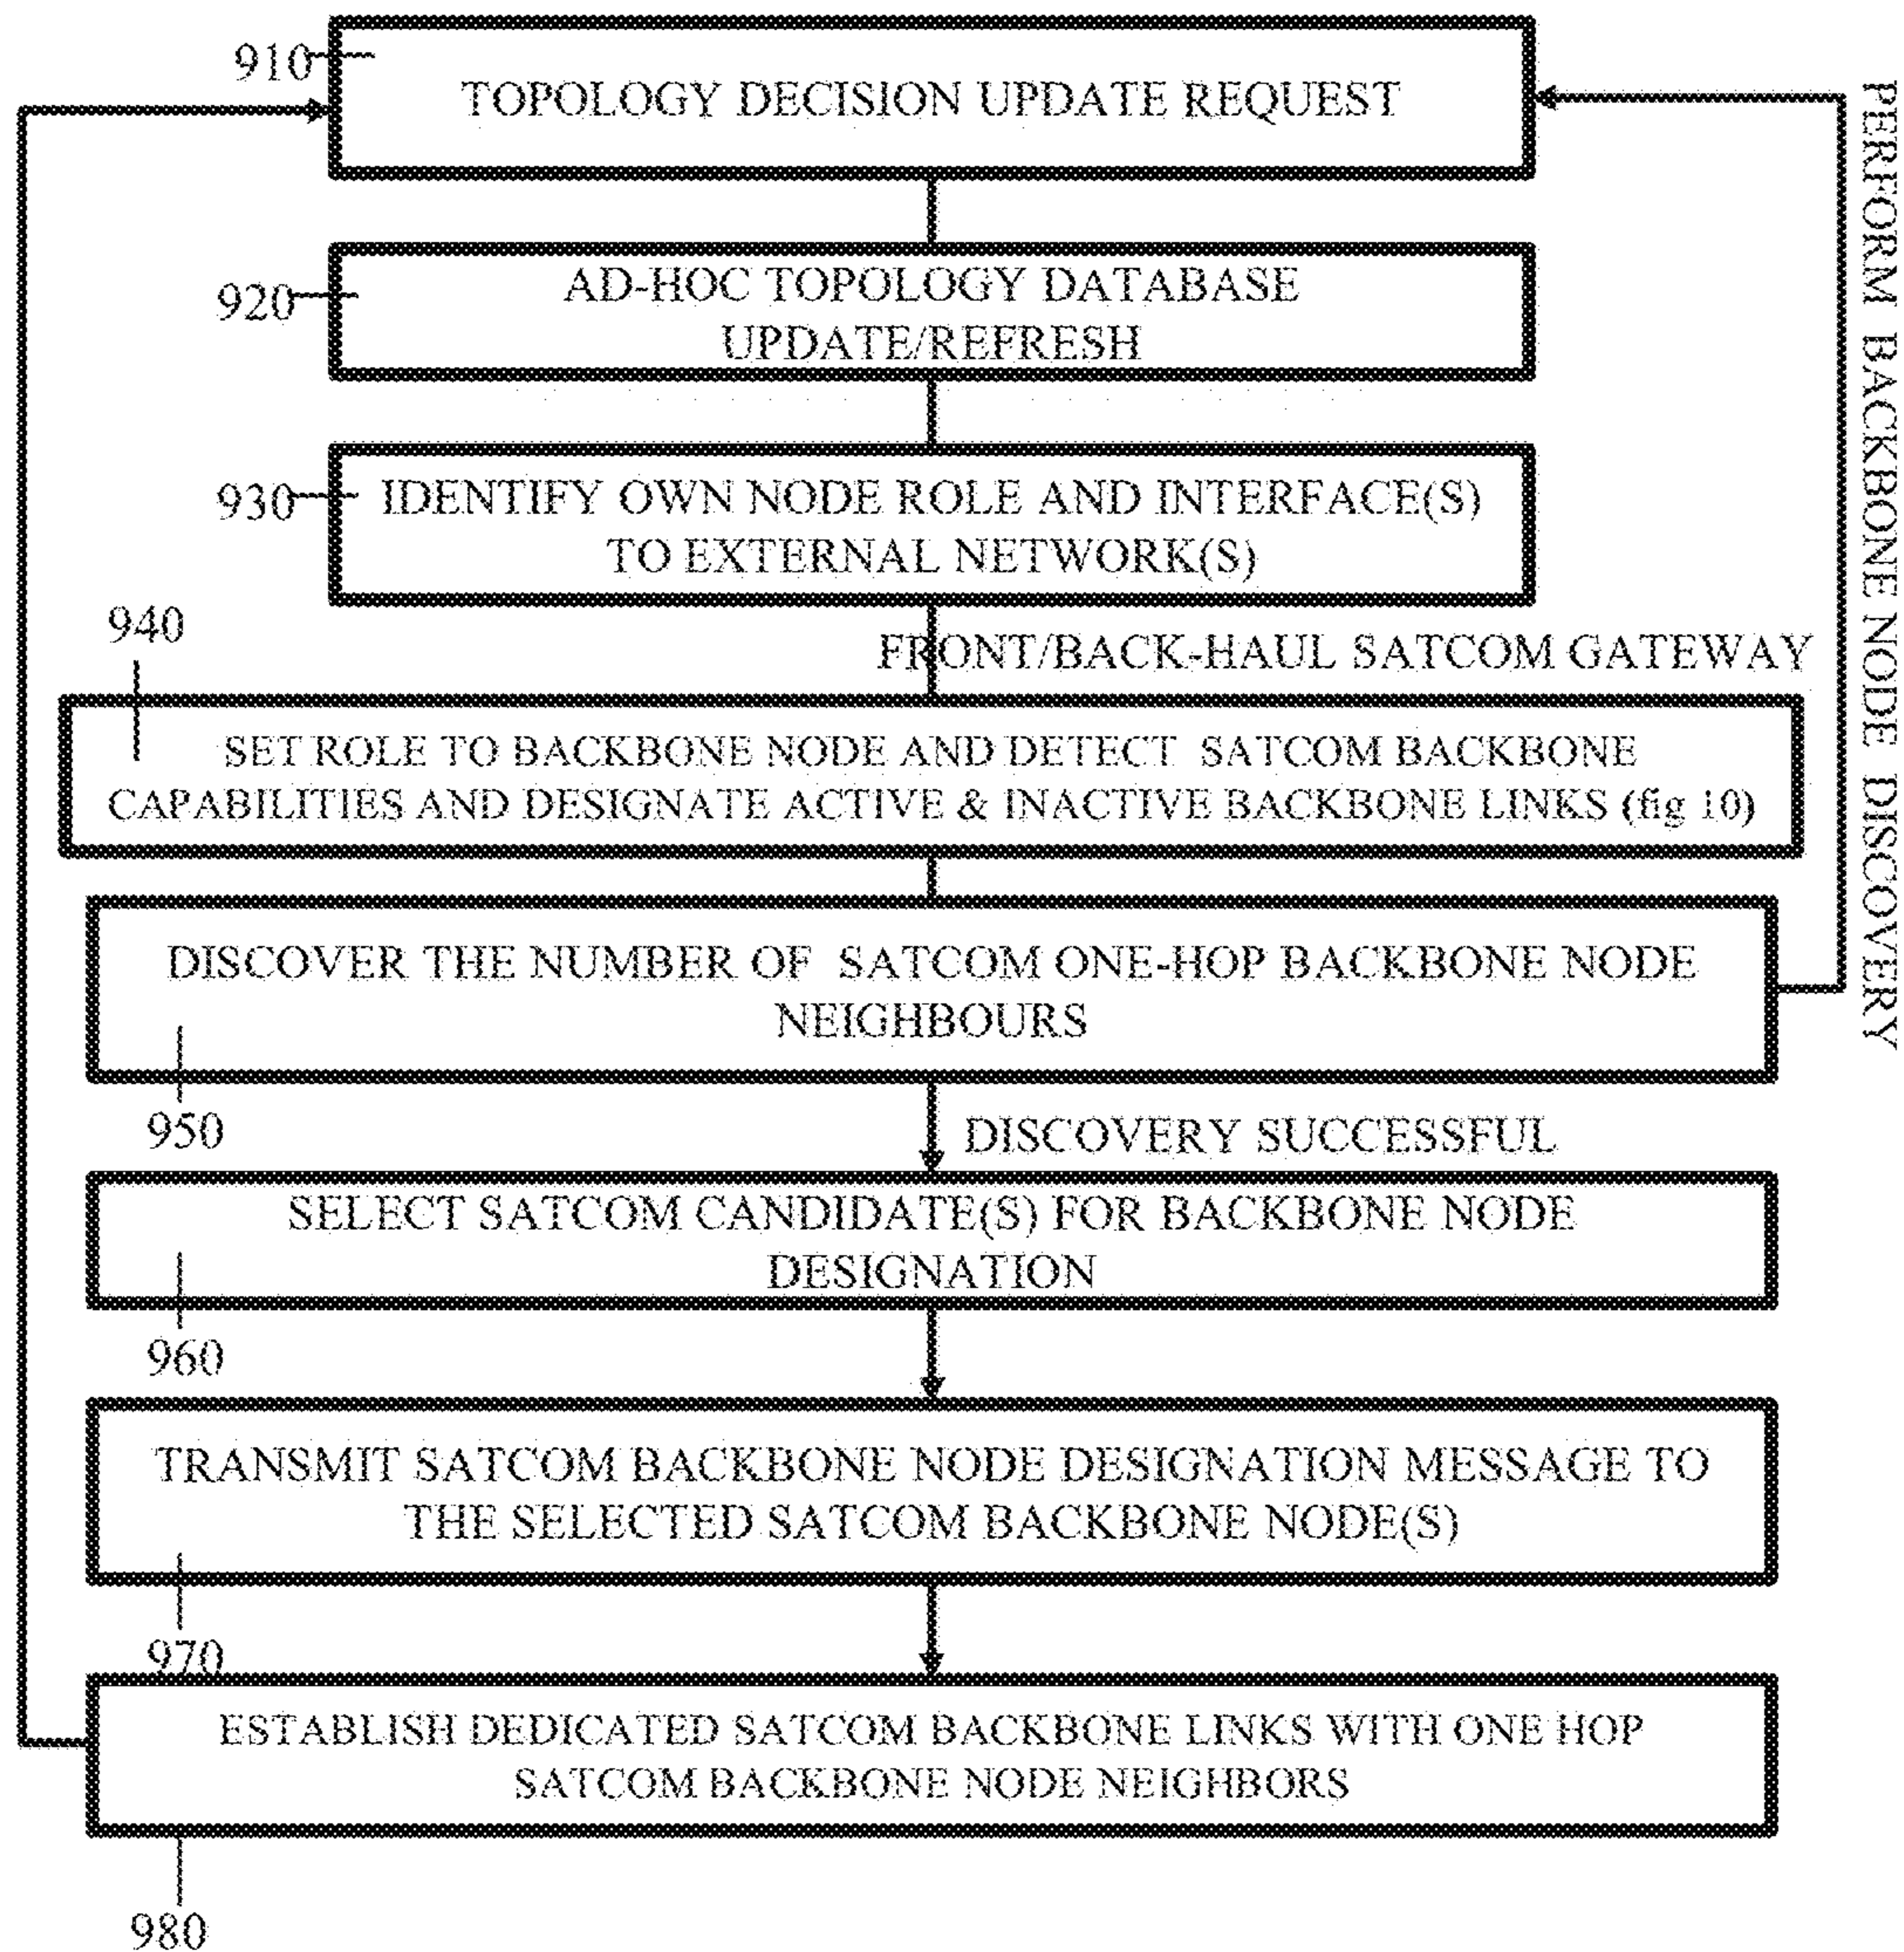 910
TOPOLOGY DECISION UPDATE REQUEST
920
AD-HOC TOPOLOGY DATABASE
UPDATE/REFRESH
930
IDENTIFY OWN NODE ROLE AND INTERFACE(S)
TO EXTERNAL NETWORK(S)
940
FRONT/BACK-HAUL SATCOM GATEWAY
SET ROLE TO BACKBONE NODE AND DETECT SATCOM BACKBONE
CAPABILITIES AND DESIGNATE ACTIVE & INACTIVE BACKBONE LINKS (fig 10)
DISCOVER THE NUMBER OF SATCOM ONE-HOP BACKBONE NODE
NEIGHBOURS
950
PERFORM BACKBONE NODE DISCOVERY
DISCOVERY SUCCESSFUL
SELECT SATCOM CANDIDATE(S) FOR BACKBONE NODE
DESIGNATION
960
TRANSMIT SATCOM BACKBONE NODE DESIGNATION MESSAGE TO
THE SELECTED SATCOM BACKBONE NODE(S)
970
ESTABLISH DEDICATED SATCOM BACKBONE LINKS WITH ONE HOP
SATCOM BACKBONE NODE NEIGHBORS
980